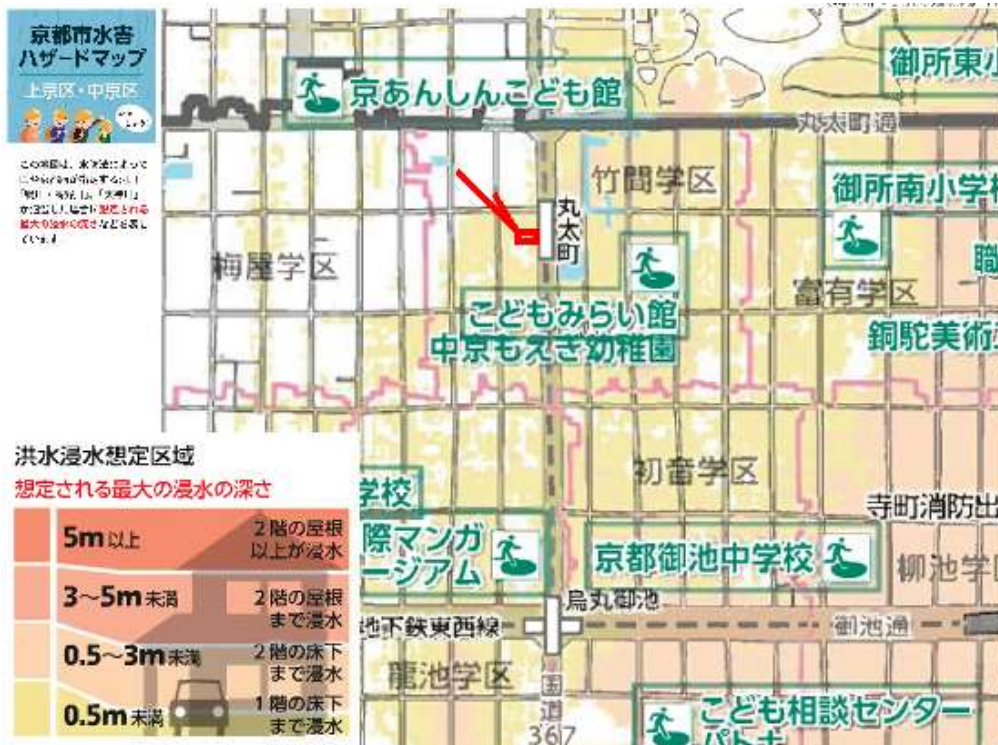 京都市水害
ハザードマップ
上京区・中京区
京あんしんこども館
御所東小
丸太町通
竹間学区
御所南小学校
丸太町
梅屋学区
職
富有学区
こどもみらい館
中京もえぎ幼稚園
銅駝美術
洪水浸水想定区域
想定される最大の浸水の深さ
初音学区
学校
寺町消防出
5m以上
2階の屋根
以上が浸水
際マンガ
ージアム
京都御池中学校
柳池学区
3~5m未満
2階の屋根
まで浸水
烏丸御池
地下鉄東西線
御池通
0.5~3m未満
2階の床下
まで浸水
龍池学区
国道
367
0.5m未満
1階の床下
まで浸水
こども相談センター
パトナ